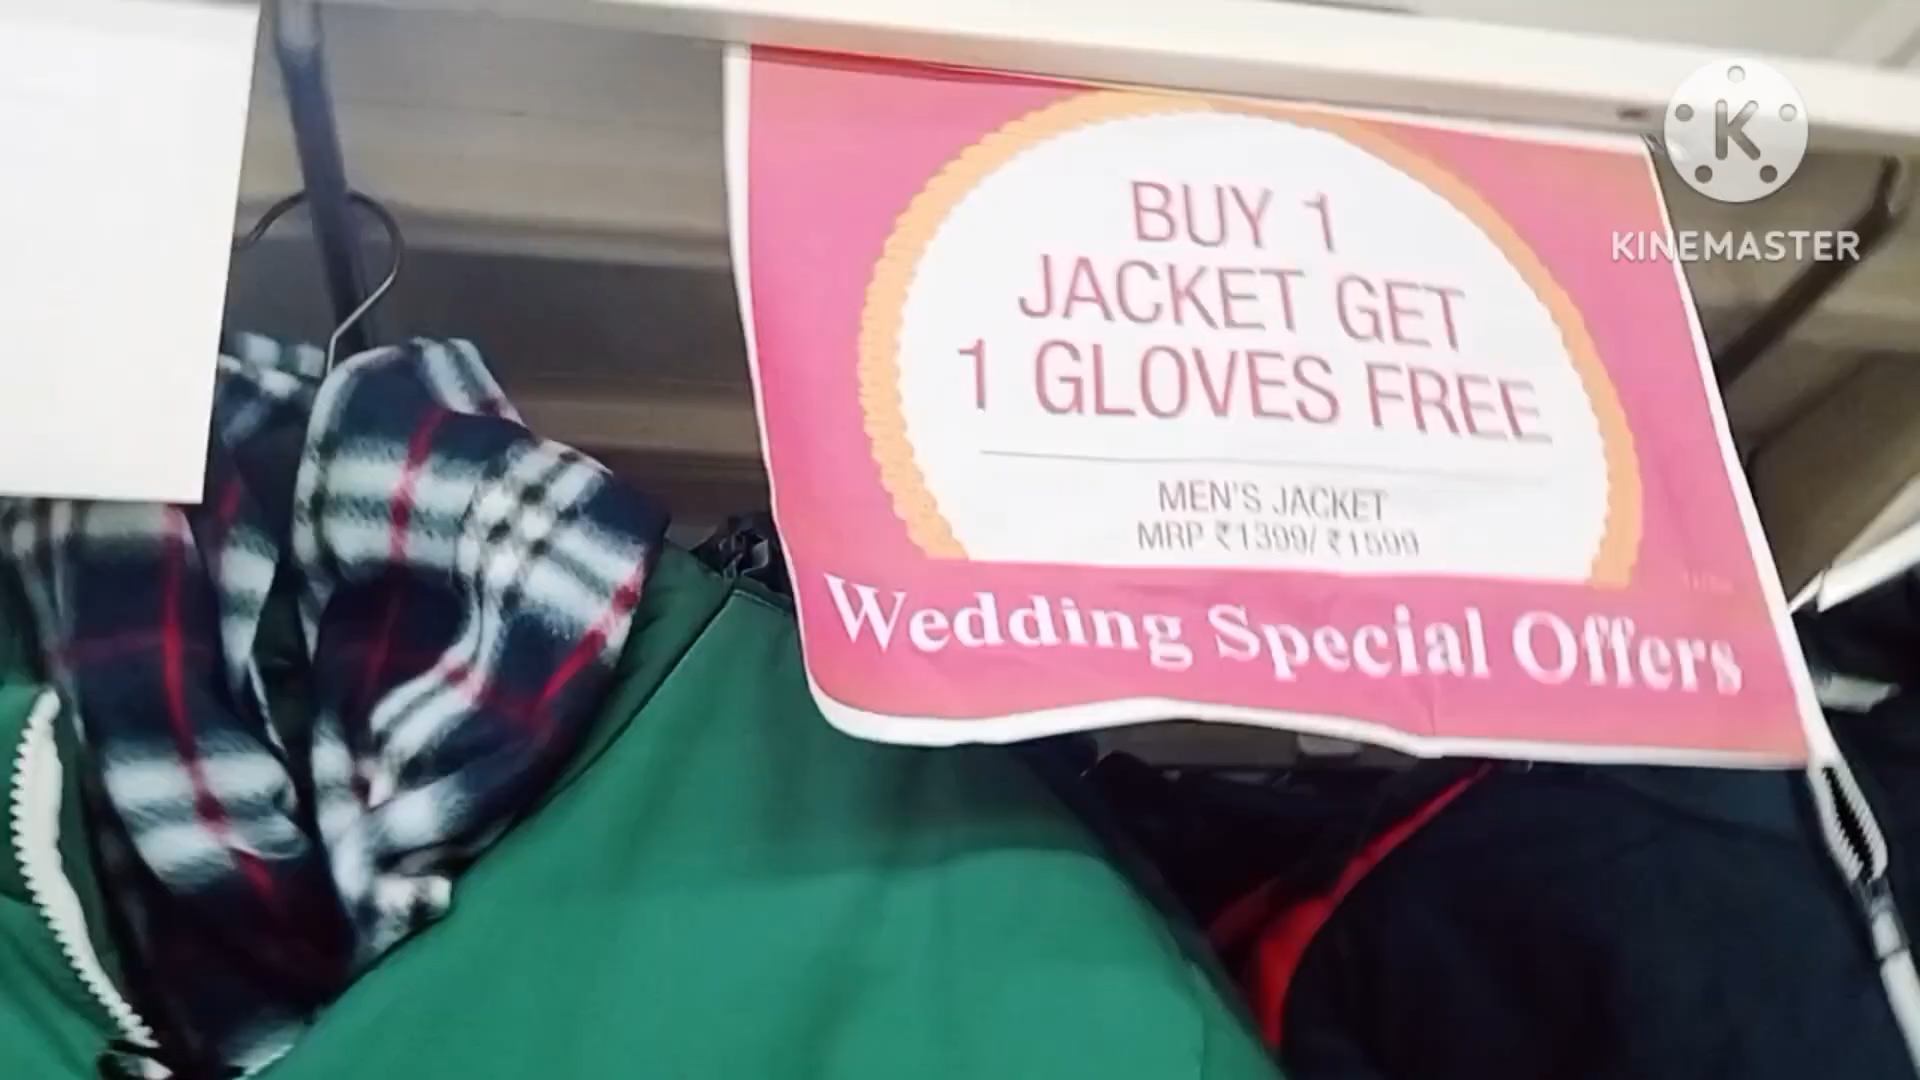 BUY 1
JACKET GET
1 GLOVES FREE
MEN'S JACKET
MRP ₹1399/ ₹1599
Wedding Special Offers
K
KINEMASTER